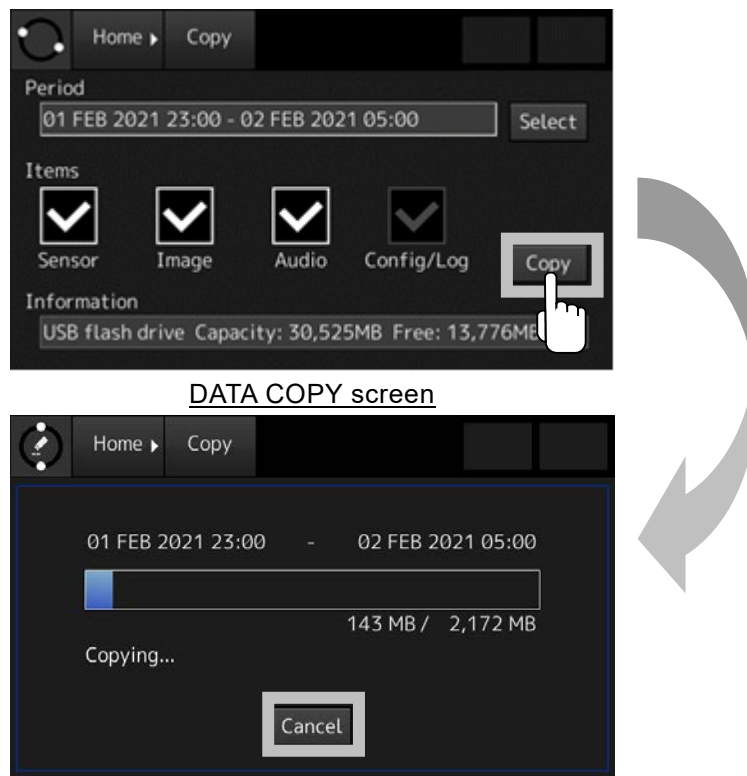 Home Copy
Period
01 FEB 2021 23:00 - 02 FEB 2021 05:00 Select
Items
Sensor Image Audio Config/Log Copy
Information
USB flash drive Capacity: 30,525MB Free: 13,776MB
DATA COPY screen
Home Copy
01 FEB 2021 23:00 - 02 FEB 2021 05:00
143 MB / 2,172 MB
Copying...
Cancel